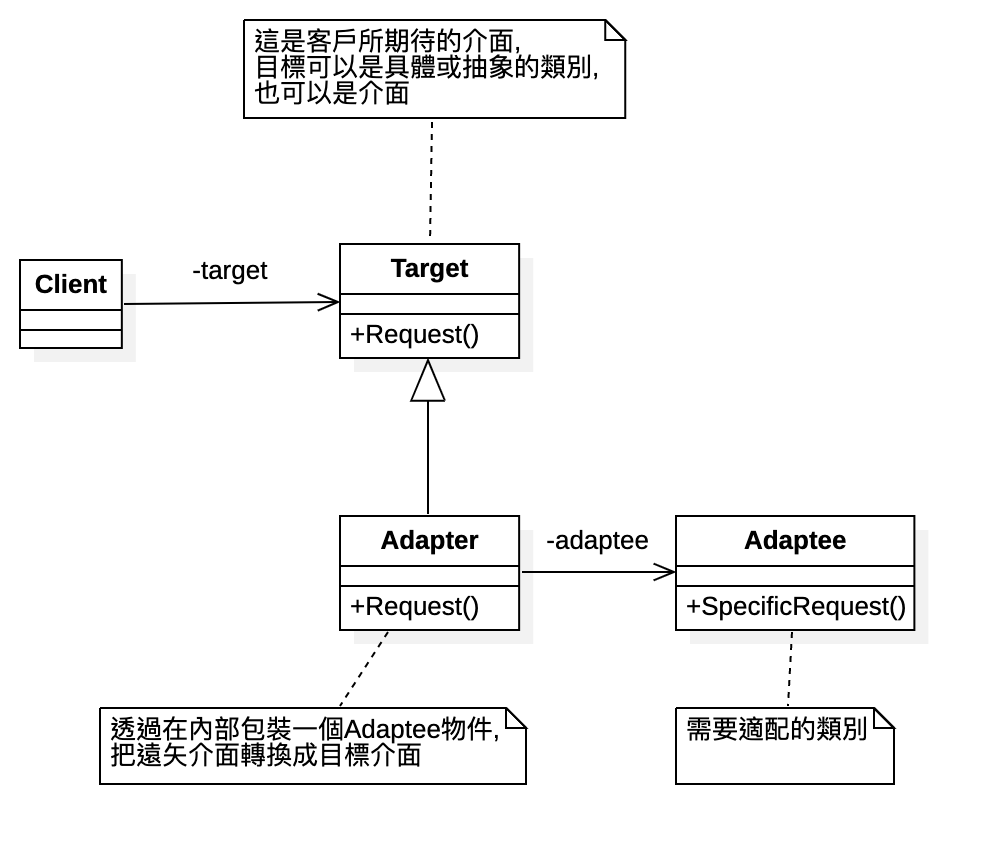 這是客戶所期待的介面,
目標可以是具體或抽象的類別,
也可以是介面
Client
-target
Target
+Request()
Adapter
+Request()
-adaptee
Adaptee
+SpecificRequest()
透過在內部包裝一個Adaptee物件,
把遠矢介面轉換成目標介面
需要適配的類別